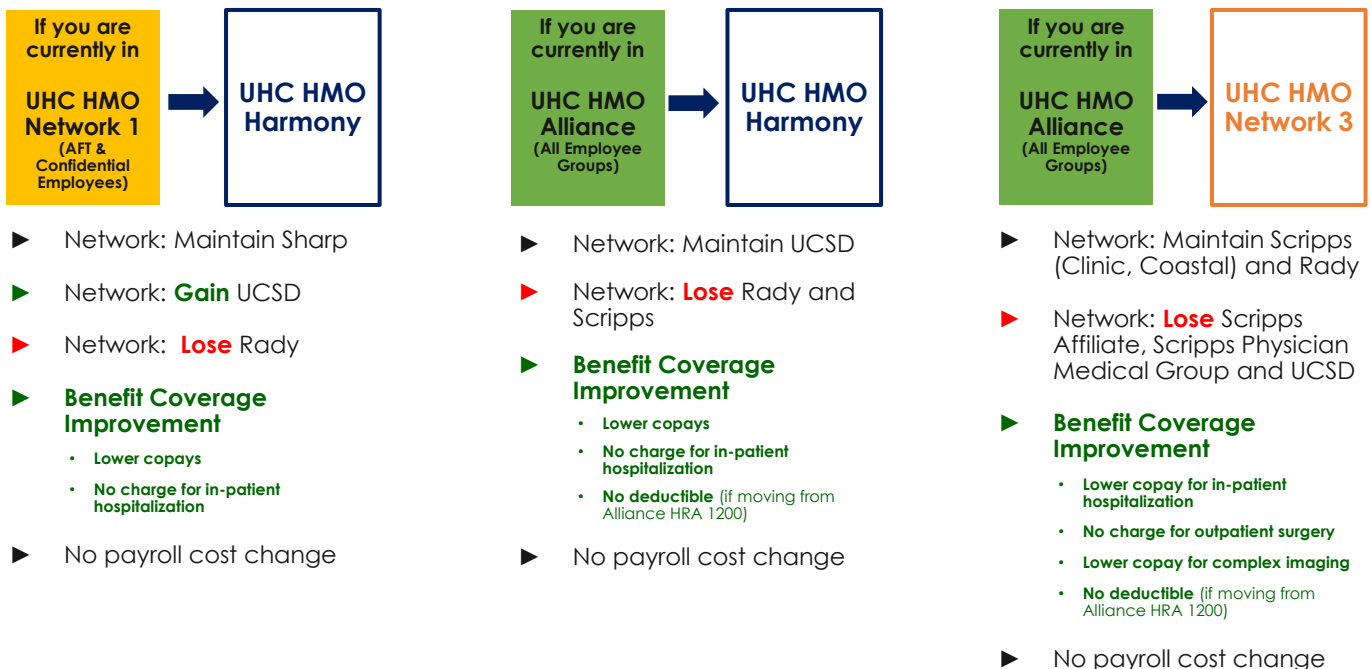 If you are
currently in
UHC HMO
Network 1
(AFT &
Confidential
Employees)
UHC HMO
Harmony
► Network: Maintain Sharp
► Network: Gain UCSD
► Network: Lose Rady
► Benefit Coverage
Improvement
• Lower copays
• No charge for in-patient
hospitalization
► No payroll cost change
If you are
currently in
UHC HMO
Alliance
(All Employee
Groups)
UHC HMO
Harmony
► Network: Maintain UCSD
► Network: Lose Rady and
Scripps
► Benefit Coverage
Improvement
• Lower copays
• No charge for in-patient
hospitalization
• No deductible (if moving from
Alliance HRA 1200)
► No payroll cost change
If you are
currently in
UHC HMO
Alliance
(All Employee
Groups)
UHC HMO
Network 3
► Network: Maintain Scripps
(Clinic, Coastal) and Rady
► Network: Lose Scripps
Affiliate, Scripps Physician
Medical Group and UCSD
► Benefit Coverage
Improvement
• Lower copay for in-patient
hospitalization
• No charge for outpatient surgery
• Lower copay for complex imaging
• No deductible (if moving from
Alliance HRA 1200)
► No payroll cost change